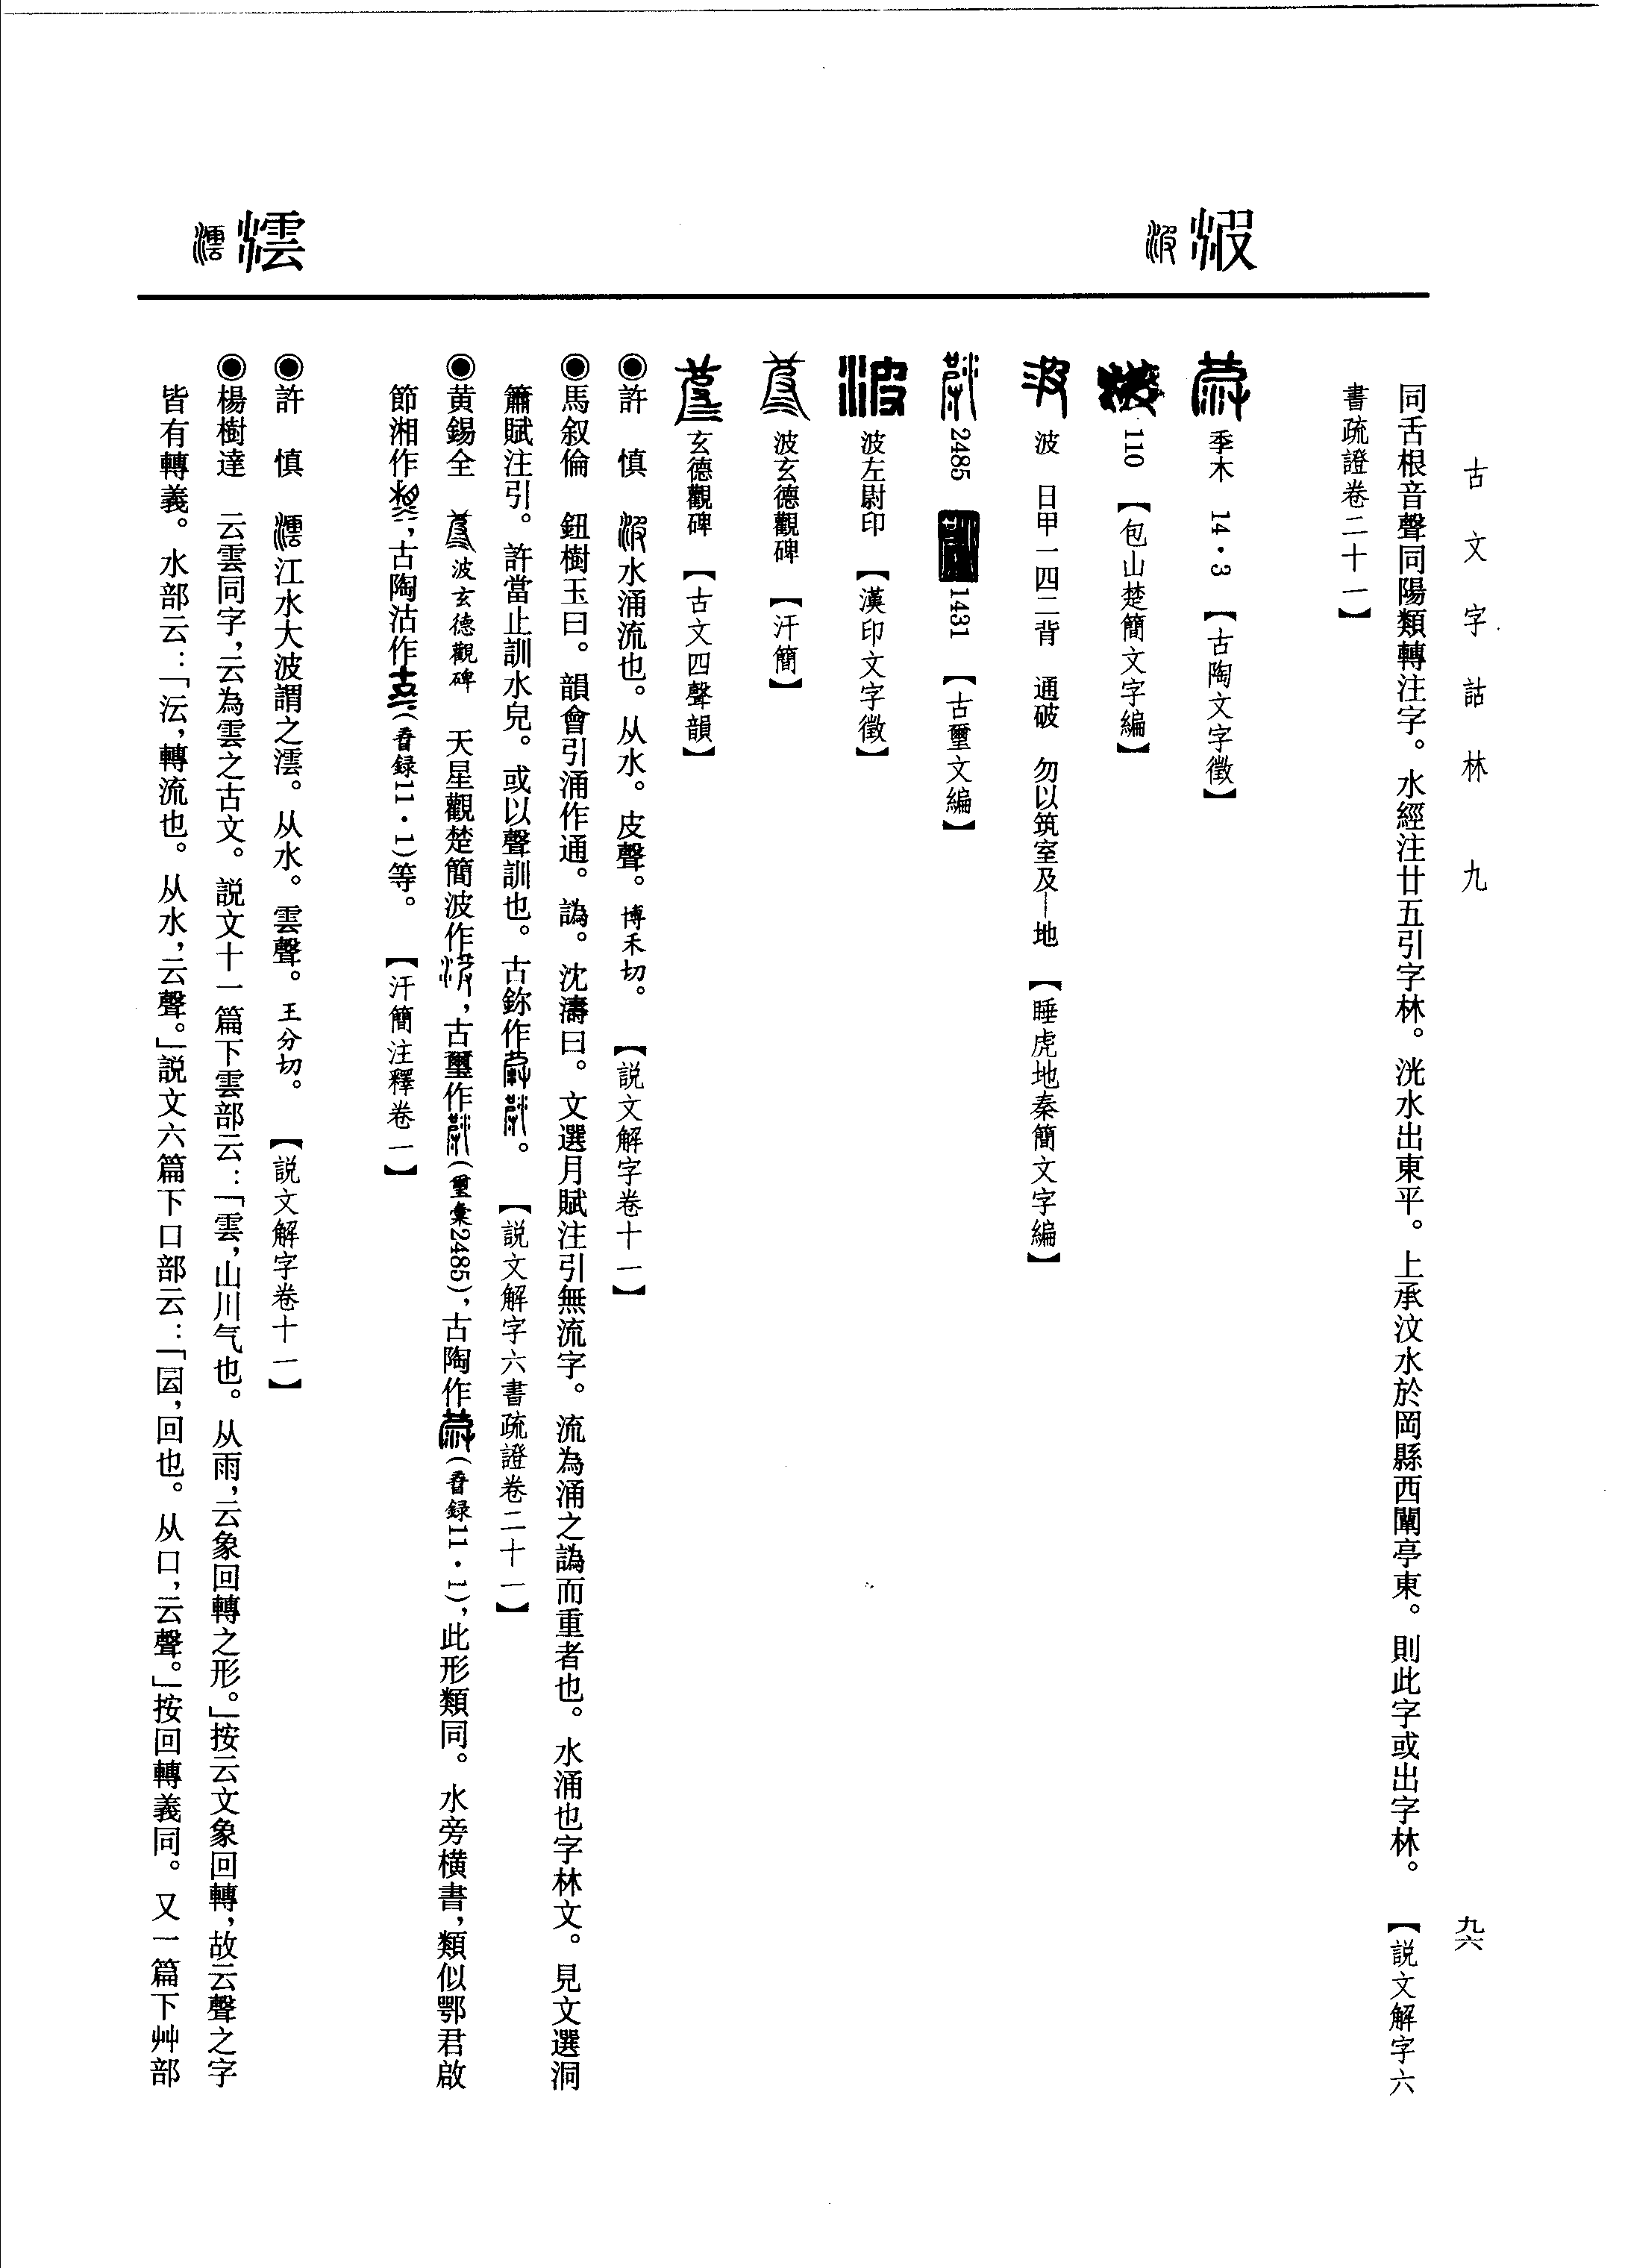 古文字詁林 九
九六
同舌根音聲同陽類轉注字。水經注廿五引字林。洸水出東平。上承汶水於岡縣西闡亭東。則此字或出字林。 【説文解字六
書疏證卷二十一】
波
季木 14·3 【古陶文字徵】
110 【包山楚簡文字編】
波 日甲一四二背 通破 勿以筑室及—地 【睡虎地秦簡文字編】
2485 1431 【古璽文編】
波左尉印 【漢印文字徵】
波玄德觀碑 【汗簡】
玄德觀碑 【古文四聲韻】
◉許 慎 水涌流也。从水。皮聲。博禾切。 【説文解字卷十一】
◉馬叙倫 鈕樹玉曰。韻會引涌作通。譌。沈濤曰。文選月賦注引無流字。流為涌之譌而重者也。水涌也字林文。見文選洞
簫賦注引。許當止訓水皃。或以聲訓也。古鉨作。 【説文解字六書疏證卷二十一】
◉黄錫全 波玄德觀碑 天星觀楚簡波作,古璽作(璽彙2485),古陶作(香録11·1),此形類同。水旁横書,類似鄂君啟
節湘作,古陶沽作(香録11·1)等。 【汗簡注釋卷一】
澐
◉許 慎 江水大波謂之澐。从水。雲聲。王分切。 【説文解字卷十一】
◉楊樹達 云雲同字,云為雲之古文。説文十一篇下雲部云:「雲,山川气也。从雨,云象回轉之形。」按云文象回轉,故云聲之字
皆有轉義。水部云:「沄,轉流也。从水,云聲。」説文六篇下口部云:「囩,回也。从口,云聲。」按回轉義同。又一篇下艸部